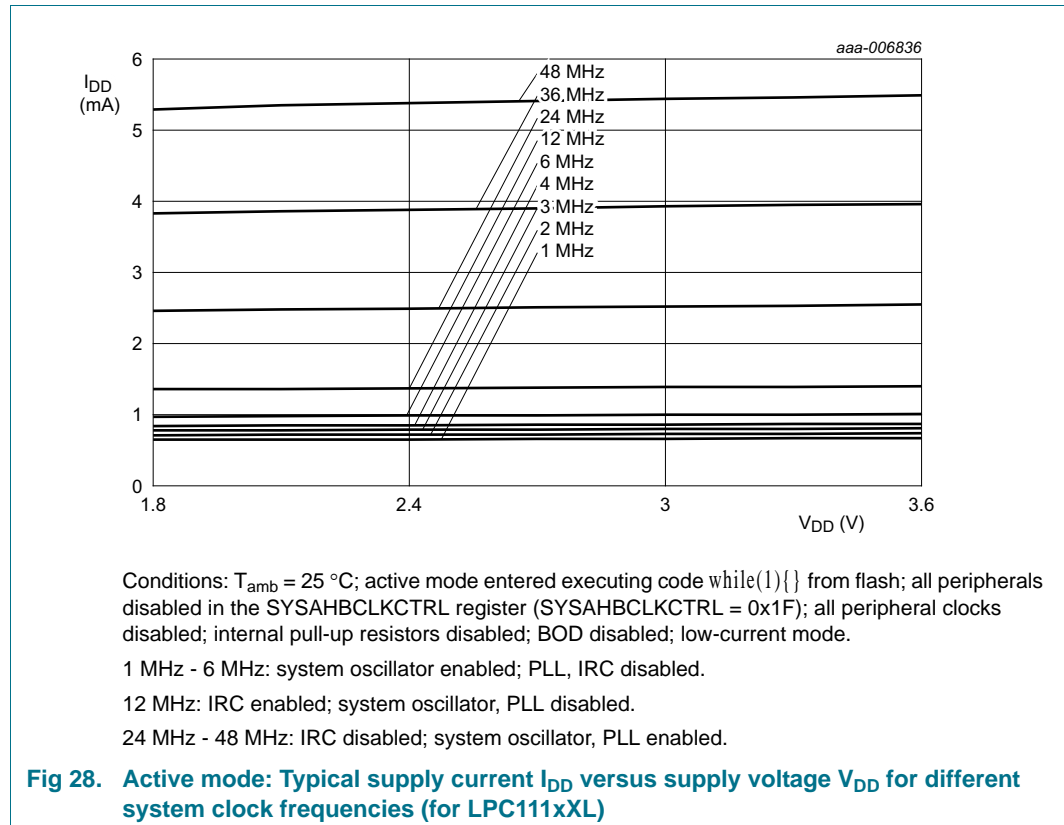 aaa-006836
6
I_DD
(mA)
5
4
3
2
1
0
48 MHz
36 MHz
24 MHz
12 MHz
6 MHz
4 MHz
3 MHz
2 MHz
1 MHz
1.8 2.4 3 3.6
V_DD (V)
Conditions: T_amb = 25 °C; active mode entered executing code while(1){} from flash; all peripherals
disabled in the SYSAHBCLKCTRL register (SYSAHBCLKCTRL = 0x1F); all peripheral clocks
disabled; internal pull-up resistors disabled; BOD disabled; low-current mode.
1 MHz - 6 MHz: system oscillator enabled; PLL, IRC disabled.
12 MHz: IRC enabled; system oscillator, PLL disabled.
24 MHz - 48 MHz: IRC disabled; system oscillator, PLL enabled.
Fig 28. Active mode: Typical supply current I_DD versus supply voltage V_DD for different
system clock frequencies (for LPC111xXL)